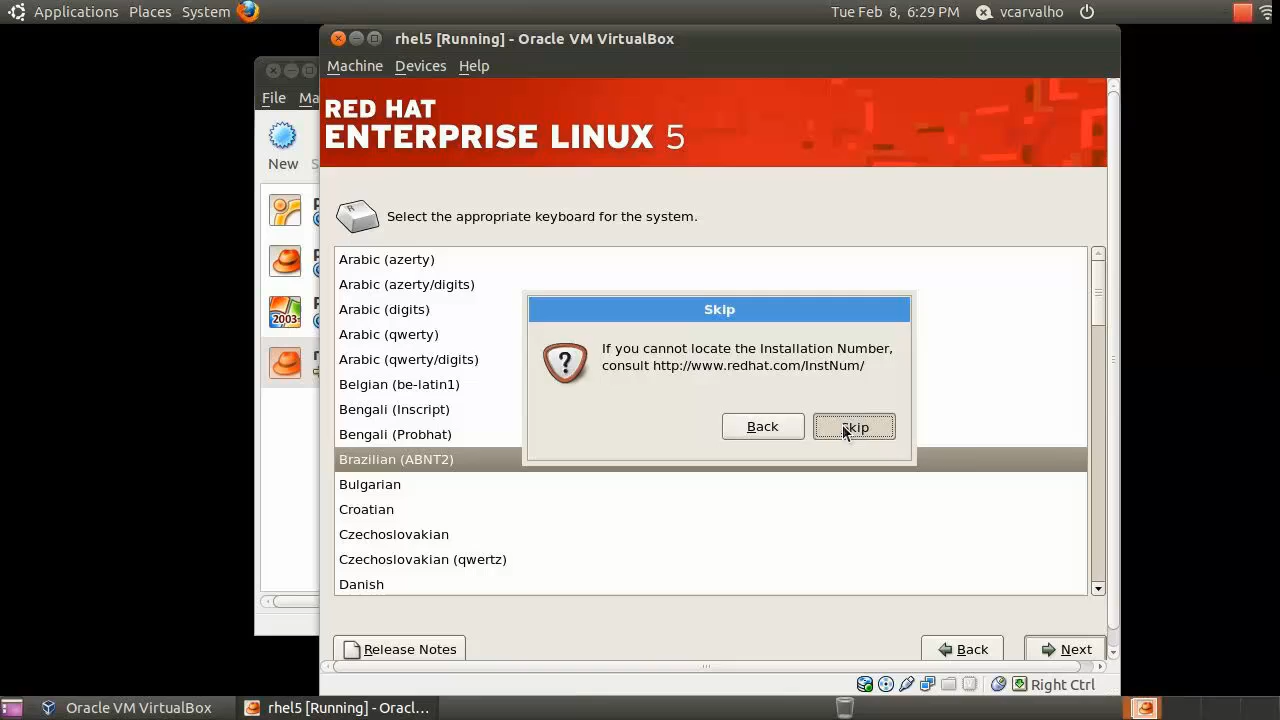 Applications Places System
Tue Feb 8, 6:29 PM vcarvalho
rhel5 [Running] - Oracle VM VirtualBox
Machine Devices Help
File
New
2003
RED HAT
ENTERPRISE LINUX 5
Select the appropriate keyboard for the system.
Arabic (azerty)
Arabic (azerty/digits)
Arabic (digits)
Arabic (qwerty)
Arabic (qwerty/digits)
Belgian (be-latin1)
Bengali (Inscript)
Bengali (Probhat)
Brazilian (ABNT2)
Bulgarian
Croatian
Czechoslovakian
Czechoslovakian (qwertz)
Danish
Skip
If you cannot locate the Installation Number,
consult http://www.redhat.com/InstNum/
Back Skip
Release Notes Back Next
Right Ctrl
Oracle VM VirtualBox rhel5 [Running] - Oracl...